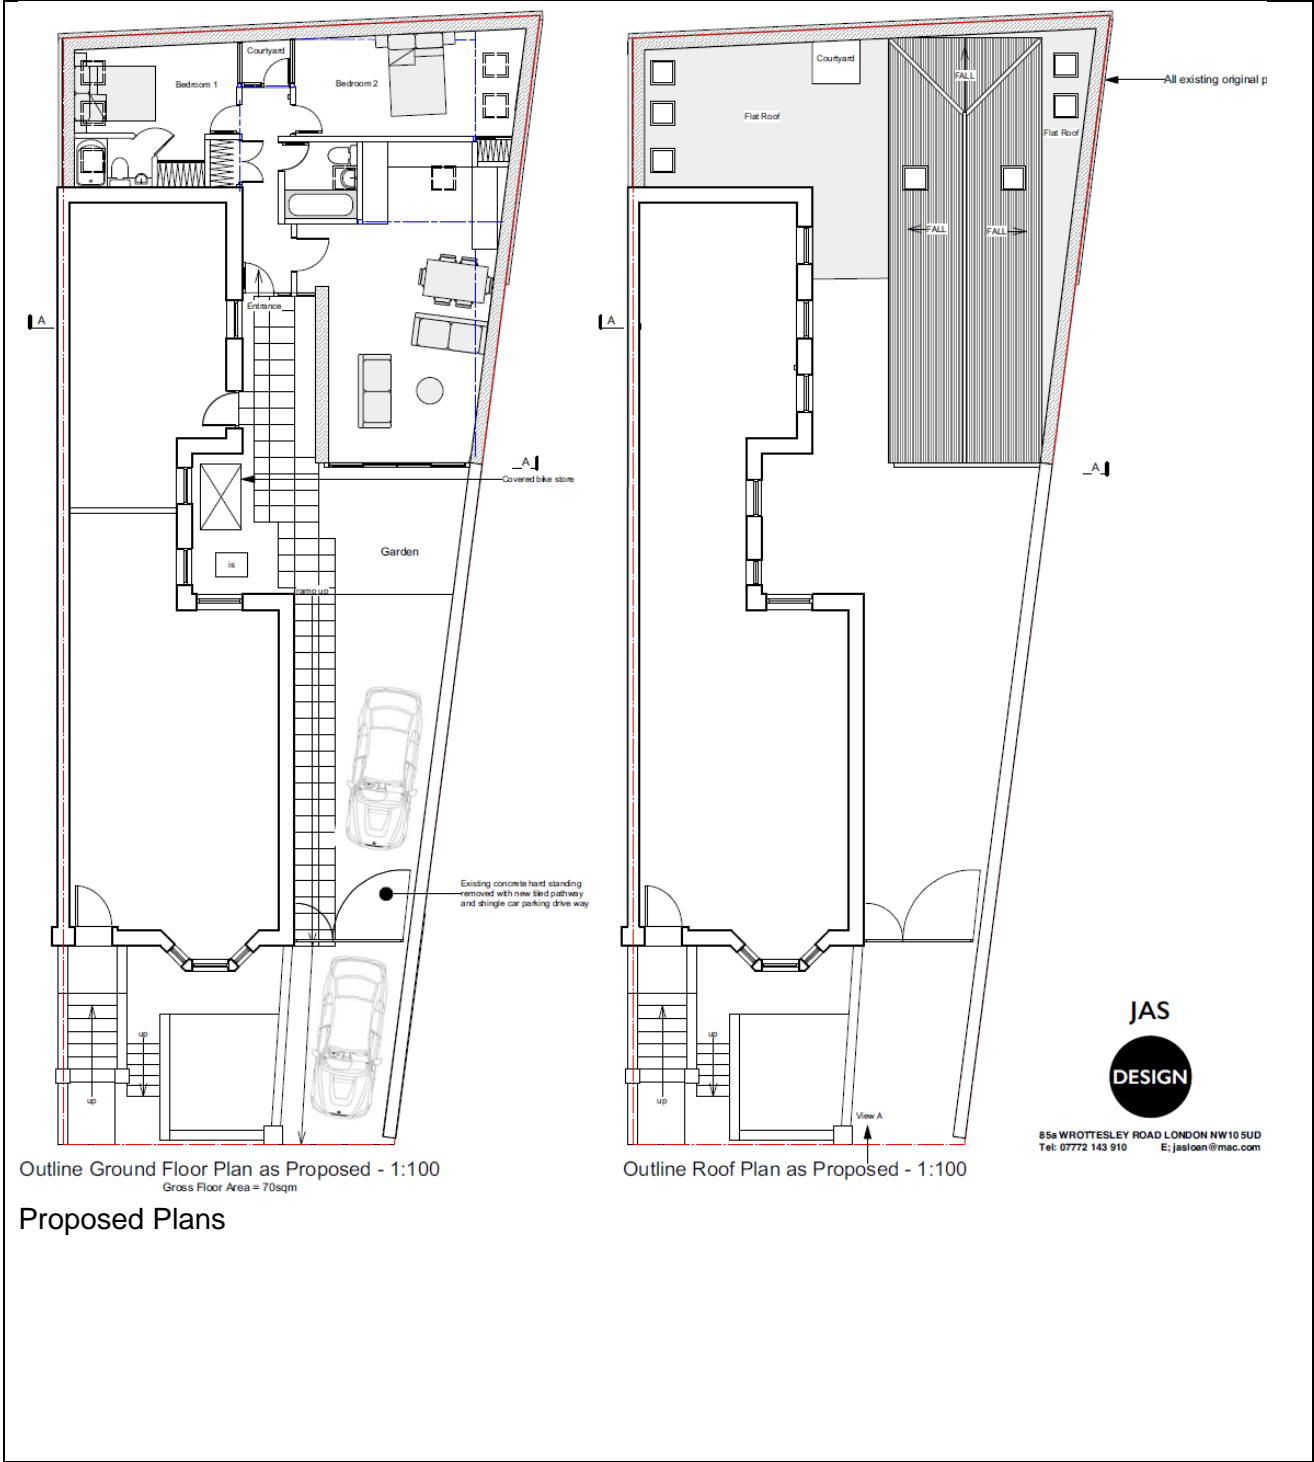 Courtyard
Bedroom 1
Bedroom 2
Entrance
A
A
Covered bike store
Garden
is
ramp up
Existing concrete hard standing
removed with new tiled pathway
and shingle car parking drive way
up
up
Outline Ground Floor Plan as Proposed - 1:100
Gross Floor Area = 70sqm
Courtyard
FALL
All existing original p
Flat Roof
Flat Roof
FALL
FALL
A
A
up
up
View A
Outline Roof Plan as Proposed - 1:100
JAS
DESIGN
85a WROTTESLEY ROAD LONDON NW10 5UD
Tel: 07772 143 910 E; jasloan@mac.com
Proposed Plans